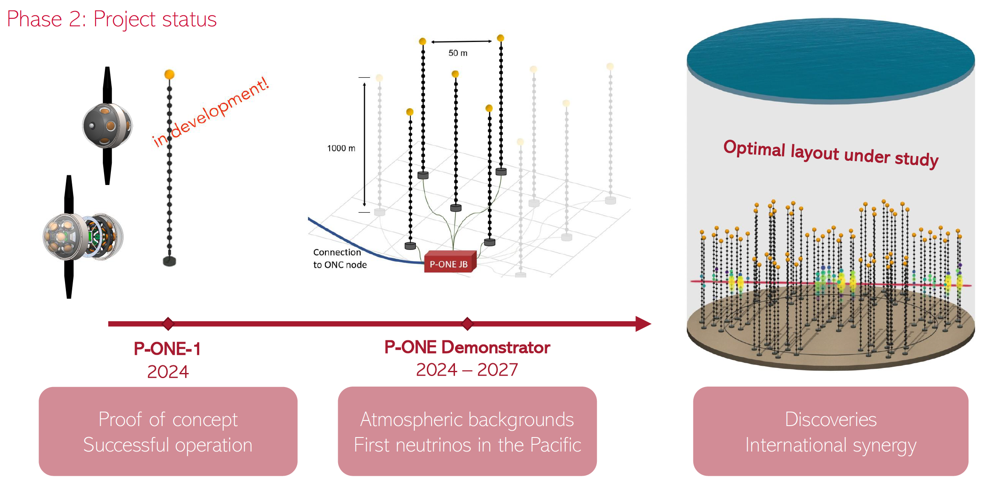 Phase 2: Project status
in development!
50 m
1000 m
Connection
to ONC node
P-ONE JB
Optimal layout under study
P-ONE-1
2024
P-ONE Demonstrator
2024 – 2027
Proof of concept
Successful operation
Atmospheric backgrounds
First neutrinos in the Pacific
Discoveries
International synergy